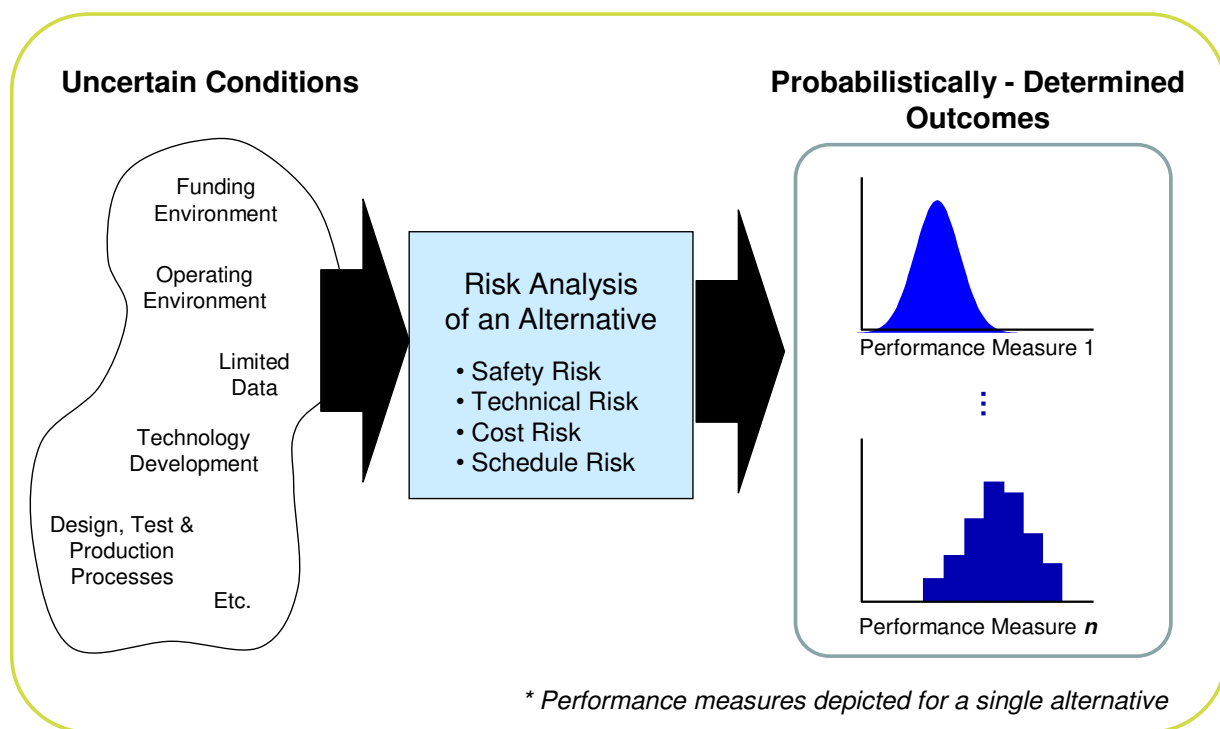 Uncertain Conditions
Funding
Environment
Operating
Environment
Limited
Data
Technology
Development
Design, Test &
Production
Processes
Etc.
Risk Analysis
of an Alternative
• Safety Risk
• Technical Risk
• Cost Risk
• Schedule Risk
Probabilistically - Determined
Outcomes
Performance Measure 1
...
Performance Measure n
* Performance measures depicted for a single alternative